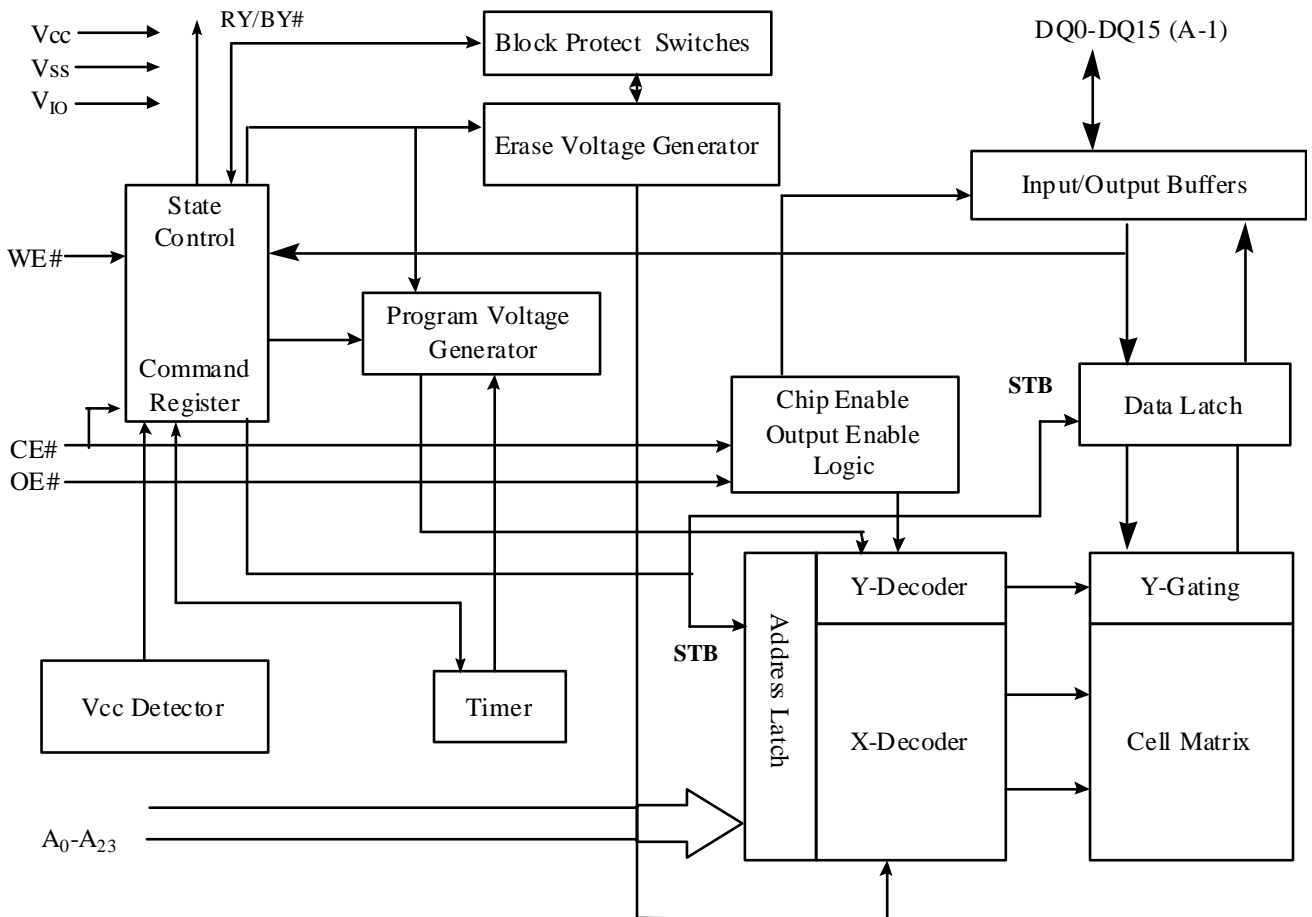 Vcc
Vss
VIO
RY/BY#
Block Protect Switches
DQ0-DQ15 (A-1)
Erase Voltage Generator
Input/Output Buffers
State
Control
WE#
Program Voltage
Generator
Command
Register
CE#
OE#
Chip Enable
Output Enable
Logic
STB
Data Latch
Y-Decoder
Y-Gating
STB
Address Latch
Vcc Detector
Timer
X-Decoder
Cell Matrix
A0-A23